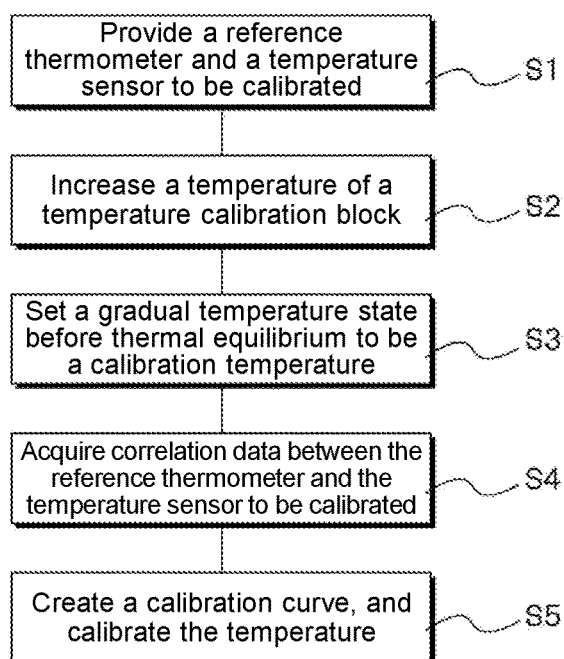 Provide a reference
thermometer and a temperature
sensor to be calibrated
S1
Increase a temperature of a
temperature calibration block
S2
Set a gradual temperature state
before thermal equilibrium to be
a calibration temperature
S3
Acquire correlation data between the
reference thermometer and the
temperature sensor to be calibrated
S4
Create a calibration curve, and
calibrate the temperature
S5